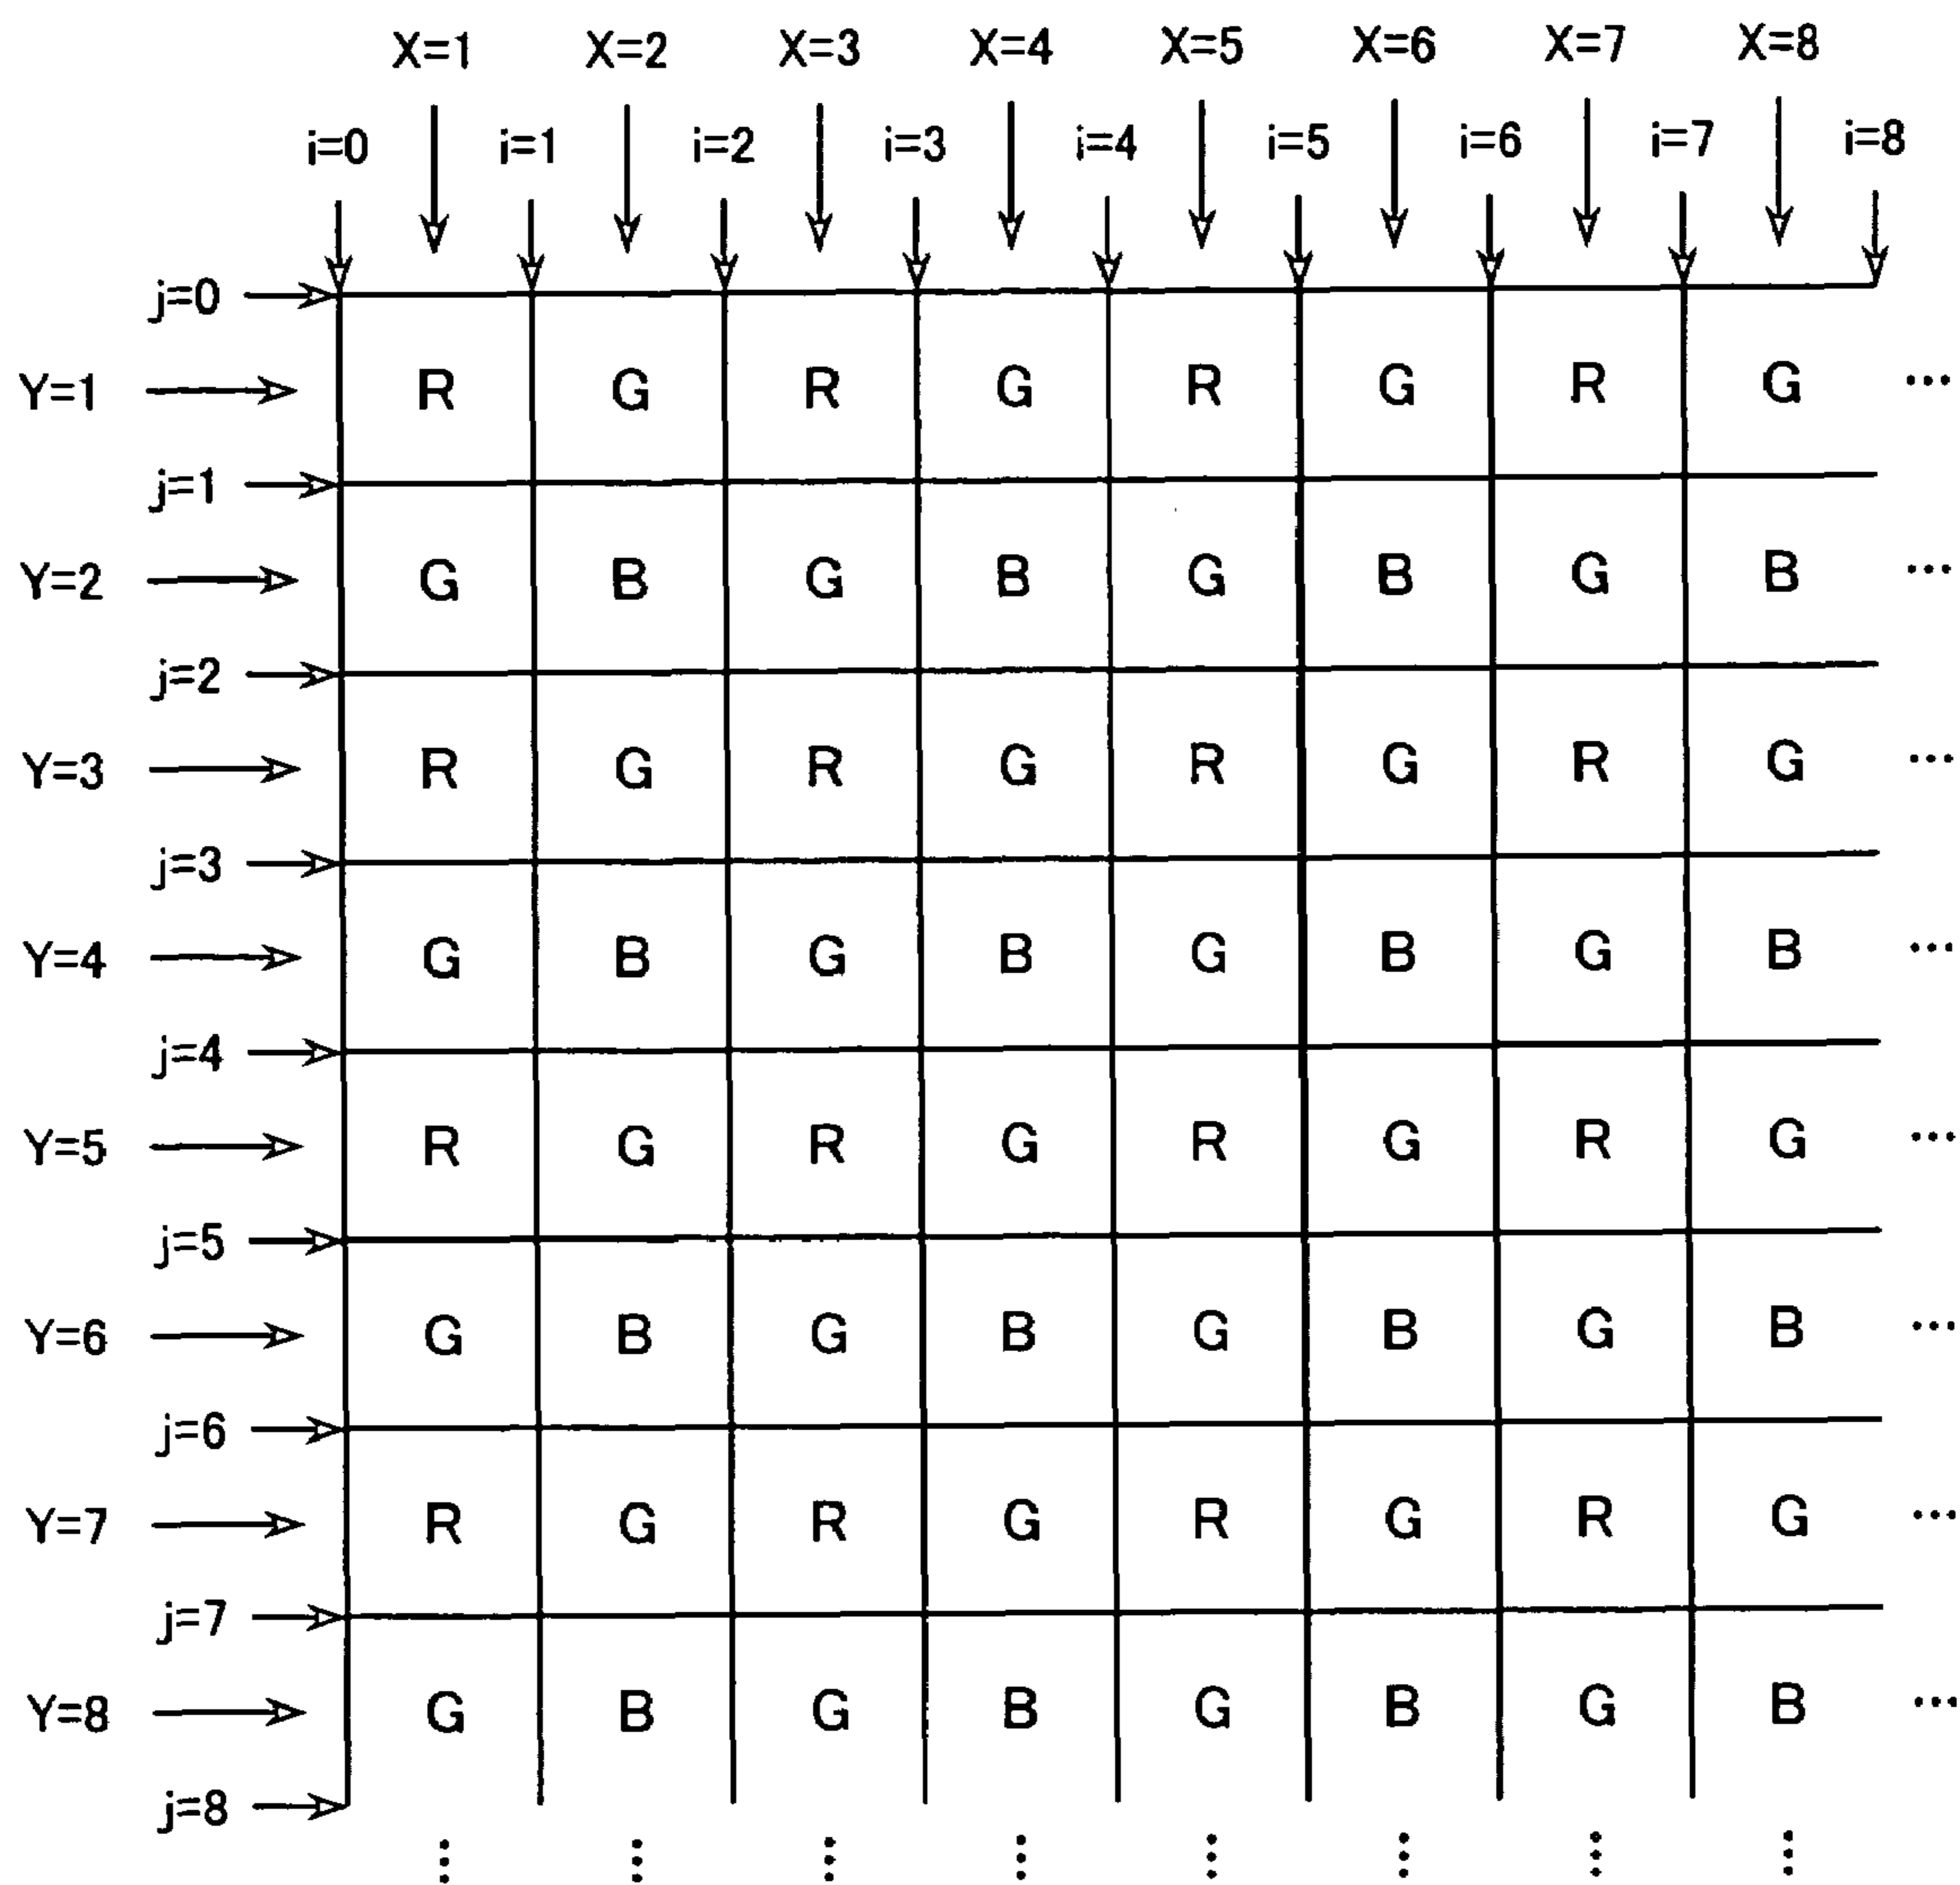 X=1 X=2 X=3 X=4 X=5 X=6 X=7 X=8
i=0 i=1 i=2 i=3 i=4 i=5 i=6 i=7 i=8
j=0
Y=1 R G R G R G R G ...
j=1
Y=2 G B G B G B G B ...
j=2
Y=3 R G R G R G R G ...
j=3
Y=4 G B G B G B G B ...
j=4
Y=5 R G R G R G R G ...
j=5
Y=6 G B G B G B G B ...
j=6
Y=7 R G R G R G R G ...
j=7
Y=8 G B G B G B G B ...
j=8